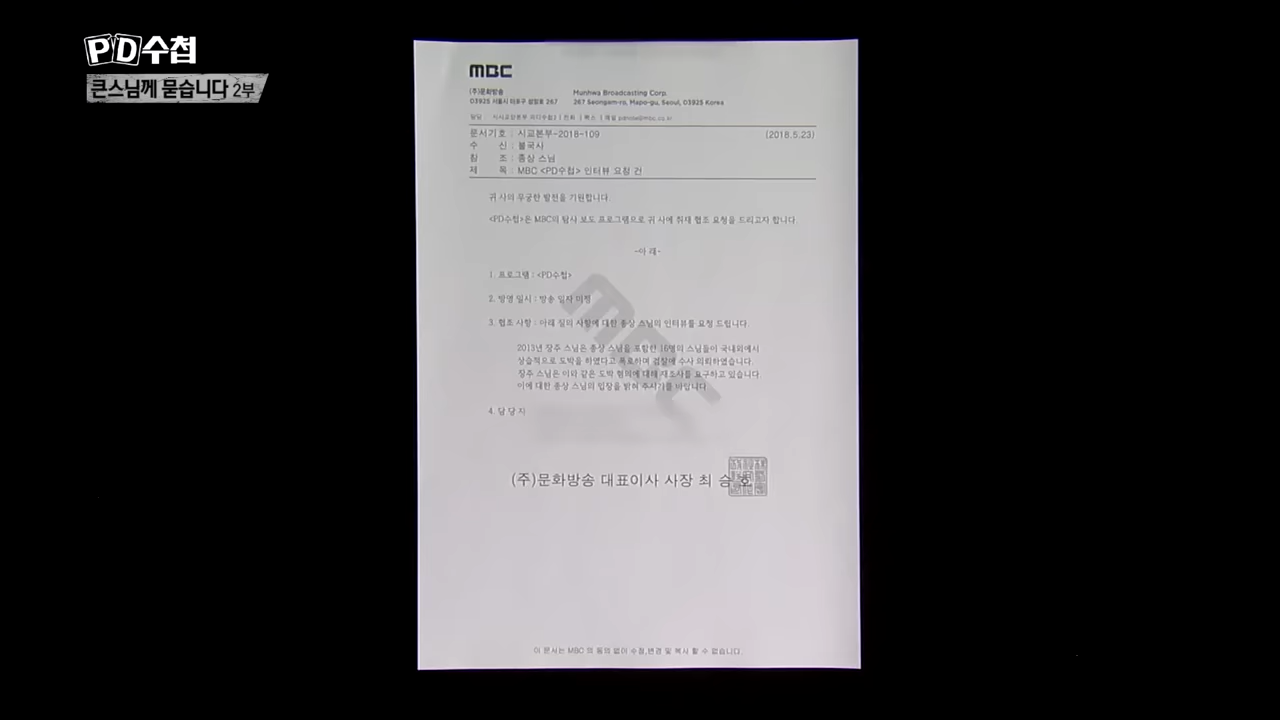 PD수첩
큰스님께 묻습니다 2부
MBC
(주)문화방송 Munhwa Broadcasting Corp.
03925 서울시 마포구 성암로 267 267 Seongam-ro, Mapo-gu, Seoul, 03925 Korea
문서기호 : 시교본부-2018-109 (2018.5.23)
수 신 : 불국사
참 조 : 종상 스님
제 목 : MBC <PD수첩> 인터뷰 요청 건
귀 사의 무궁한 발전을 기원합니다.
<PD수첩>은 MBC의 탐사 보도 프로그램으로 귀 사에 취재 협조 요청을 드리고자 합니다.
-아 래-
1. 프로그램 : <PD수첩>
2. 방영 일시 : 방송 일자 미정
3. 협조 사항 : 아래 질의 사항에 대한 종상 스님의 인터뷰를 요청 드립니다.
2013년 장주 스님은 종상 스님을 포함한 16명의 스님들이 국내외에서
상습적으로 도박을 하였다고 폭로하며 검찰에 수사 의뢰하였습니다.
장주 스님은 이와 같은 도박 혐의에 대해 재조사를 요구하고 있습니다.
이에 대한 종상 스님의 입장을 밝혀 주시기를 바랍니다.
4. 담 당 자
MBC
(주)문화방송 대표이사 사장 최 승 호
이 문서는 MBC 의 동의 없이 수정,변경 및 복사 할 수 없습니다.